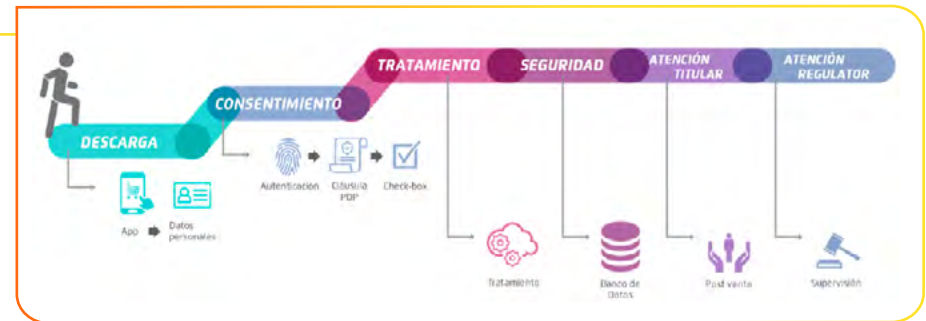 TRATAMIENTO
SEGURIDAD
ATENCIÓN
TITULAR
ATENCIÓN
REGULATOR
CONSENTIMIENTO
DESCARGA
Autenticacion
Cláusula
PDP
Check-box
App
Datos
personales
Tratamiento
Banco de
Datos
Post venta
Supervisión